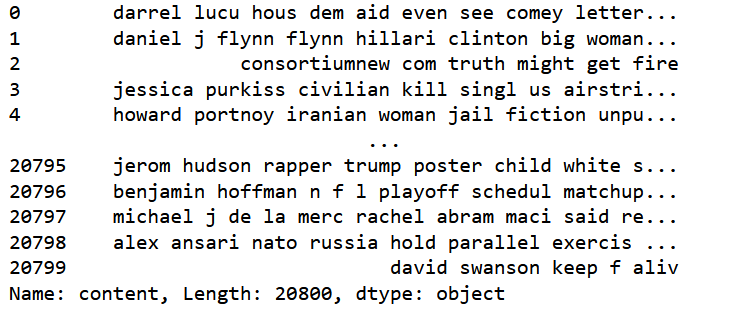 0 darrel lucu hous dem aid even see comey letter...
1 daniel j flynn flynn hillari clinton big woman...
2 consortiumnew com truth might get fire
3 jessica purkiss civilian kill singl us airstri...
4 howard portnoy iranian woman jail fiction unpu...
...
20795 jerom hudson rapper trump poster child white s...
20796 benjamin hoffman n f l playoff schedul matchup...
20797 michael j de la merc rachel abram maci said re...
20798 alex ansari nato russia hold parallel exercis ...
20799 david swanson keep f aliv
Name: content, Length: 20800, dtype: object